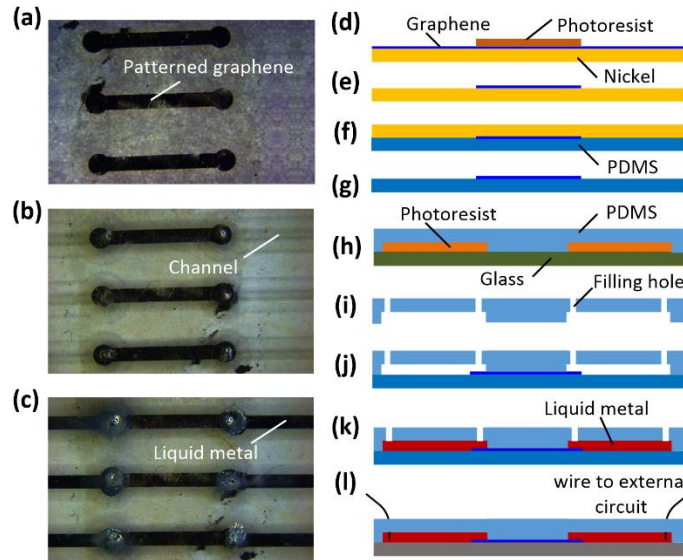 (a)
Patterned graphene
(b)
Channel
(c)
Liquid metal
(d)
Graphene
Photoresist
Nickel
(e)
(f)
PDMS
(g)
Photoresist
PDMS
(h)
Glass
Filling hole
(i)
(j)
Liquid metal
(k)
(l)
wire to externa
circuit